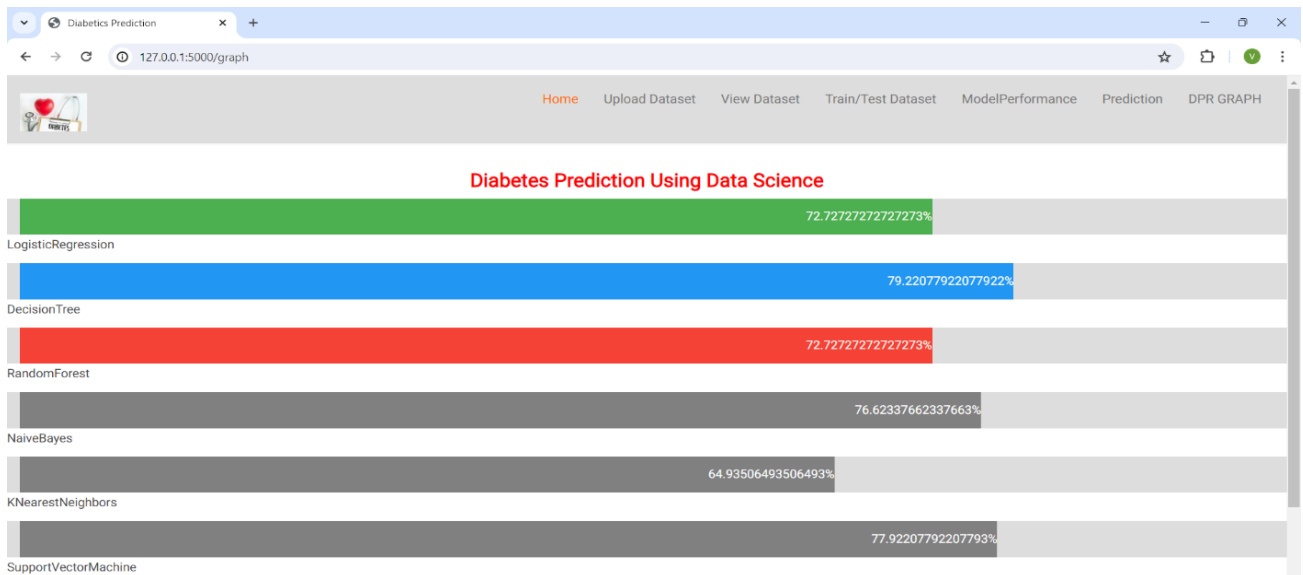 Diabetics Prediction
127.0.0.1:5000/graph
V
DIABETES
Home Upload Dataset View Dataset Train/Test Dataset ModelPerformance Prediction DPR GRAPH
Diabetes Prediction Using Data Science
72.72727272727273%
LogisticRegression
79.22077922077922%
DecisionTree
72.72727272727273%
RandomForest
76.62337662337663%
NaiveBayes
64.93506493506493%
KNearestNeighbors
77.92207792207793%
SupportVectorMachine